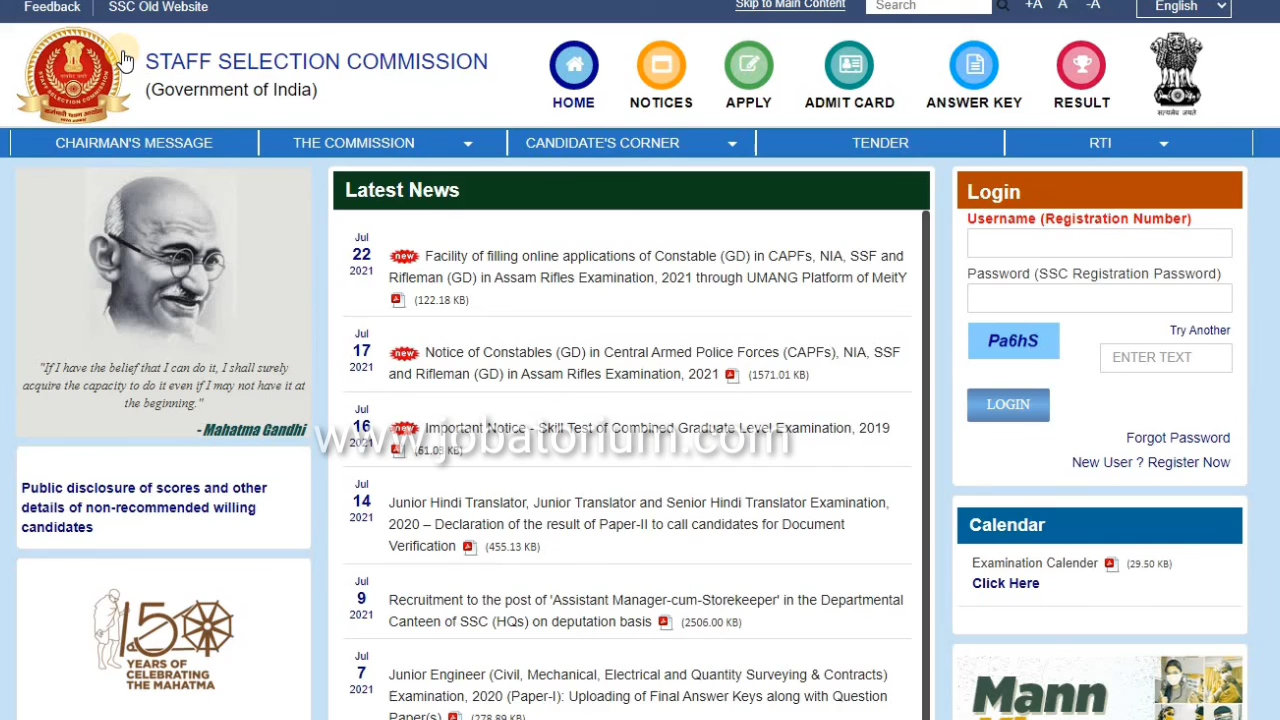 Feedback
SSC Old Website
Skip to Main Content
Search
+A
A
-A
English
STAFF SELECTION COMMISSION
(Government of India)
HOME
NOTICES
APPLY
ADMIT CARD
ANSWER KEY
RESULT
CHAIRMAN'S MESSAGE
THE COMMISSION
CANDIDATE'S CORNER
TENDER
RTI
"If I have the belief that I can do it, I shall surely
acquire the capacity to do it even if I may not have it at
the beginning."
- Mahatma Gandhi
Public disclosure of scores and other
details of non-recommended willing
candidates
150
YEARS OF
CELEBRATING
THE MAHATMA
Latest News
Jul
22
2021
new Facility of filling online applications of Constable (GD) in CAPFs, NIA, SSF and
Rifleman (GD) in Assam Rifles Examination, 2021 through UMANG Platform of MeitY
(122.18 KB)
Jul
17
2021
new Notice of Constables (GD) in Central Armed Police Forces (CAPFs), NIA, SSF
and Rifleman (GD) in Assam Rifles Examination, 2021 (1571.01 KB)
Jul
16
2021
new Important Notice - Skill Test of Combined Graduate Level Examination, 2019
(61.08 KB)
www.jobatorium.com
Jul
14
2021
Junior Hindi Translator, Junior Translator and Senior Hindi Translator Examination,
2020 – Declaration of the result of Paper-II to call candidates for Document
Verification (455.13 KB)
Jul
9
2021
Recruitment to the post of 'Assistant Manager-cum-Storekeeper' in the Departmental
Canteen of SSC (HQs) on deputation basis (2506.00 KB)
Jul
7
2021
Junior Engineer (Civil, Mechanical, Electrical and Quantity Surveying & Contracts)
Examination, 2020 (Paper-I): Uploading of Final Answer Keys along with Question
Paper(s) (278.89 KB)
Login
Username (Registration Number)
Password (SSC Registration Password)
Pa6hS
Try Another
ENTER TEXT
LOGIN
Forgot Password
New User ? Register Now
Calendar
Examination Calender (29.50 KB)
Click Here
Mann